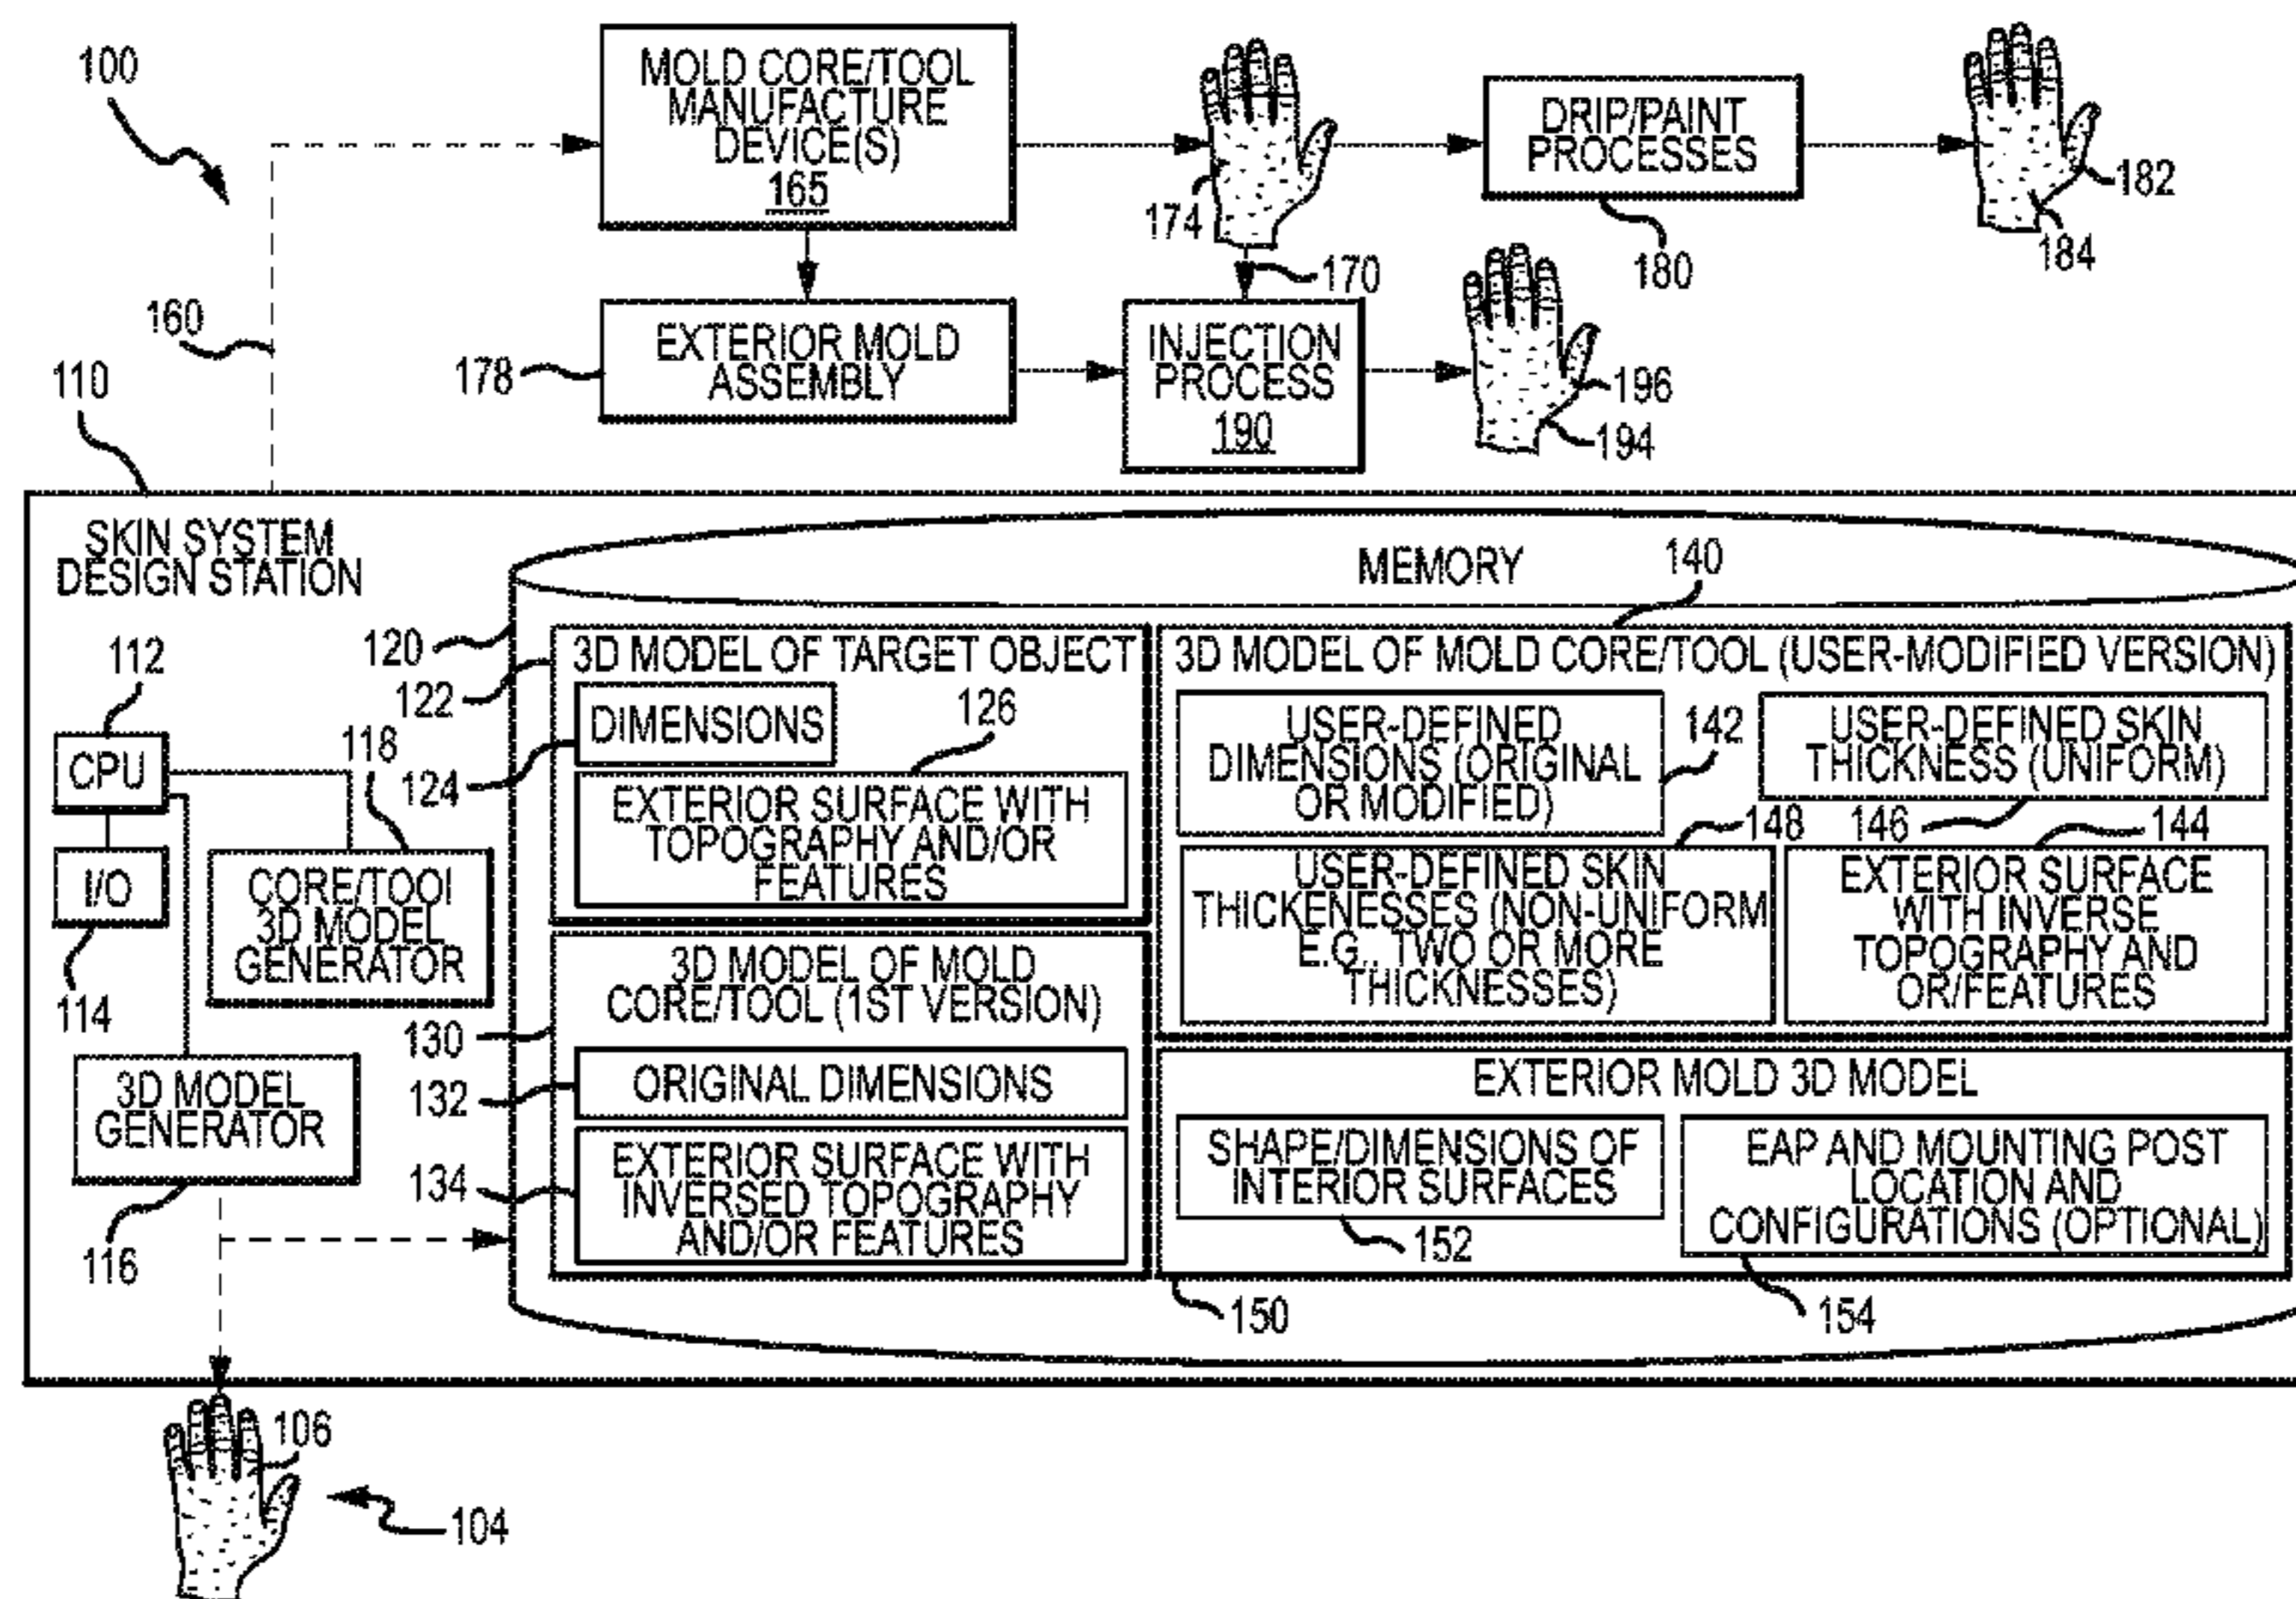 100
MOLD CORE/TOOL
MANUFACTURE
DEVICE(S)
165
174
DRIP/PAINT
PROCESSES
180
182
184
160
170
178
EXTERIOR MOLD
ASSEMBLY
INJECTION
PROCESS
190
196
194
110
SKIN SYSTEM
DESIGN STATION
MEMORY
140
120
112
CPU
118
I/O
114
CORE/TOOl
3D MODEL
GENERATOR
3D MODEL
GENERATOR
116
122
3D MODEL OF TARGET OBJECT
DIMENSIONS
124
126
EXTERIOR SURFACE WITH
TOPOGRAPHY AND/OR
FEATURES
130
3D MODEL OF MOLD
CORE/TOOL (1ST VERSION)
132
ORIGINAL DIMENSIONS
134
EXTERIOR SURFACE WITH
INVERSED TOPOGRAPHY
AND/OR FEATURES
3D MODEL OF MOLD CORE/TOOL (USER-MODIFIED VERSION)
USER-DEFINED
DIMENSIONS (ORIGINAL
OR MODIFIED)
142
USER-DEFINED SKIN
THICKNESS (UNIFORM)
146
148
USER-DEFINED SKIN
THICKENESSES (NON-UNIFORM
E.G., TWO OR MORE
THICKNESSES)
144
EXTERIOR SURFACE
WITH INVERSE
TOPOGRAPHY AND
OR/FEATURES
EXTERIOR MOLD 3D MODEL
SHAPE/DIMENSIONS OF
INTERIOR SURFACES
152
EAP AND MOUNTING POST
LOCATION AND
CONFIGURATIONS (OPTIONAL)
150
154
106
104